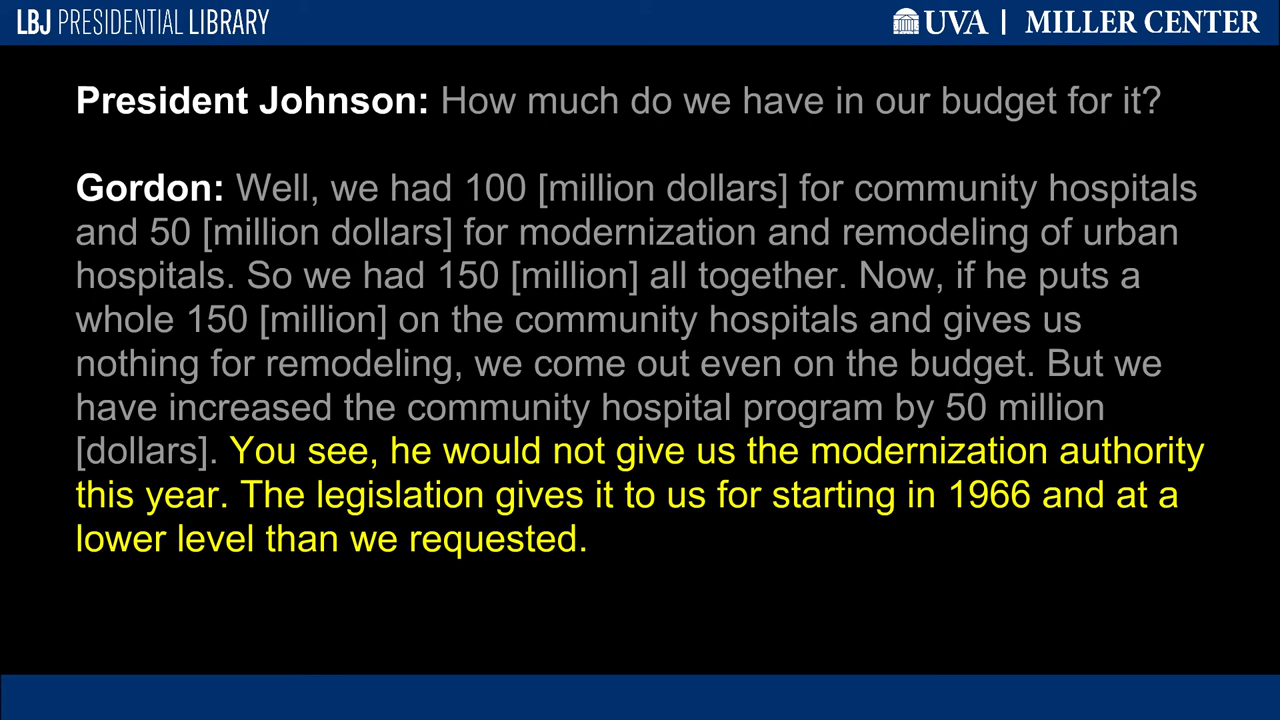 LBJ PRESIDENTIAL LIBRARY
UVA | MILLER CENTER
President Johnson: How much do we have in our budget for it?
Gordon: Well, we had 100 [million dollars] for community hospitals
and 50 [million dollars] for modernization and remodeling of urban
hospitals. So we had 150 [million] all together. Now, if he puts a
whole 150 [million] on the community hospitals and gives us
nothing for remodeling, we come out even on the budget. But we
have increased the community hospital program by 50 million
[dollars]. You see, he would not give us the modernization authority
this year. The legislation gives it to us for starting in 1966 and at a
lower level than we requested.